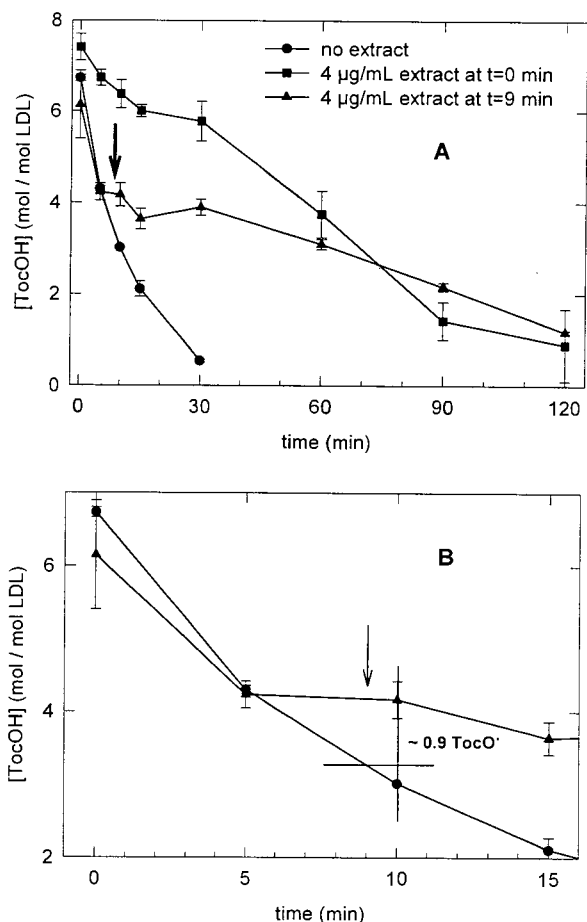 8
6
4
2
0
[TocOH] (mol / mol LDL)
no extract
4 µg/mL extract at t=0 min
4 µg/mL extract at t=9 min
A
0
30
60
90
120
time (min)
6
4
2
[TocOH] (mol / mol LDL)
B
~ 0.9 TocO·
0
5
10
15
time (min)